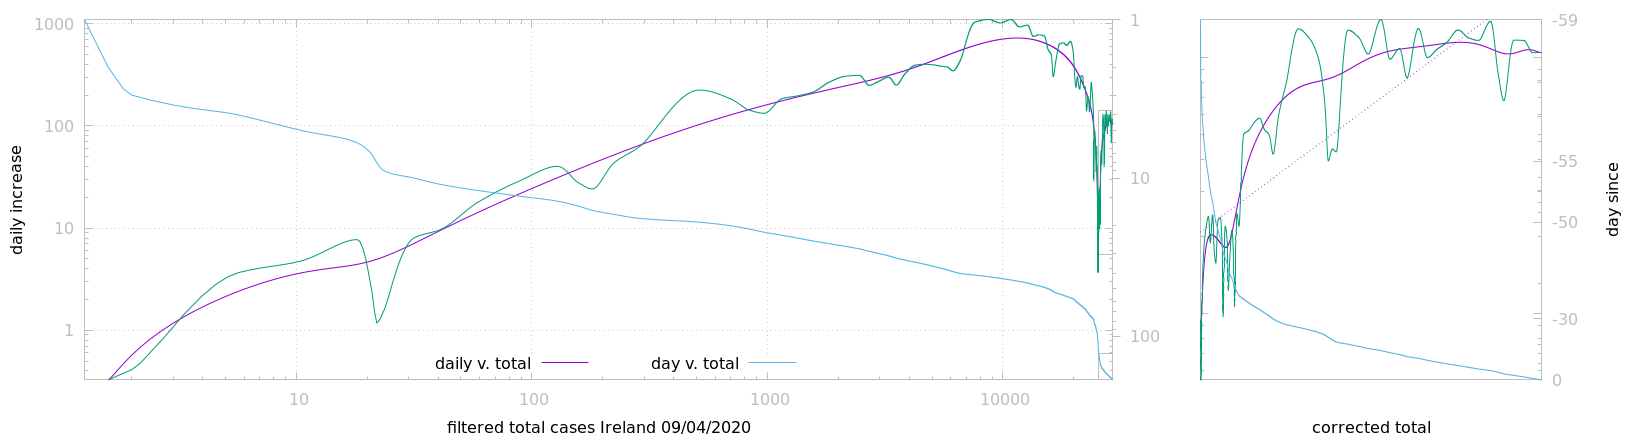 1000
100
10
1
daily increase
10
100
1000
10000
filtered total cases Ireland 09/04/2020
daily v. total
day v. total
1
10
100
-59
-55
-50
-30
0
day since
corrected total